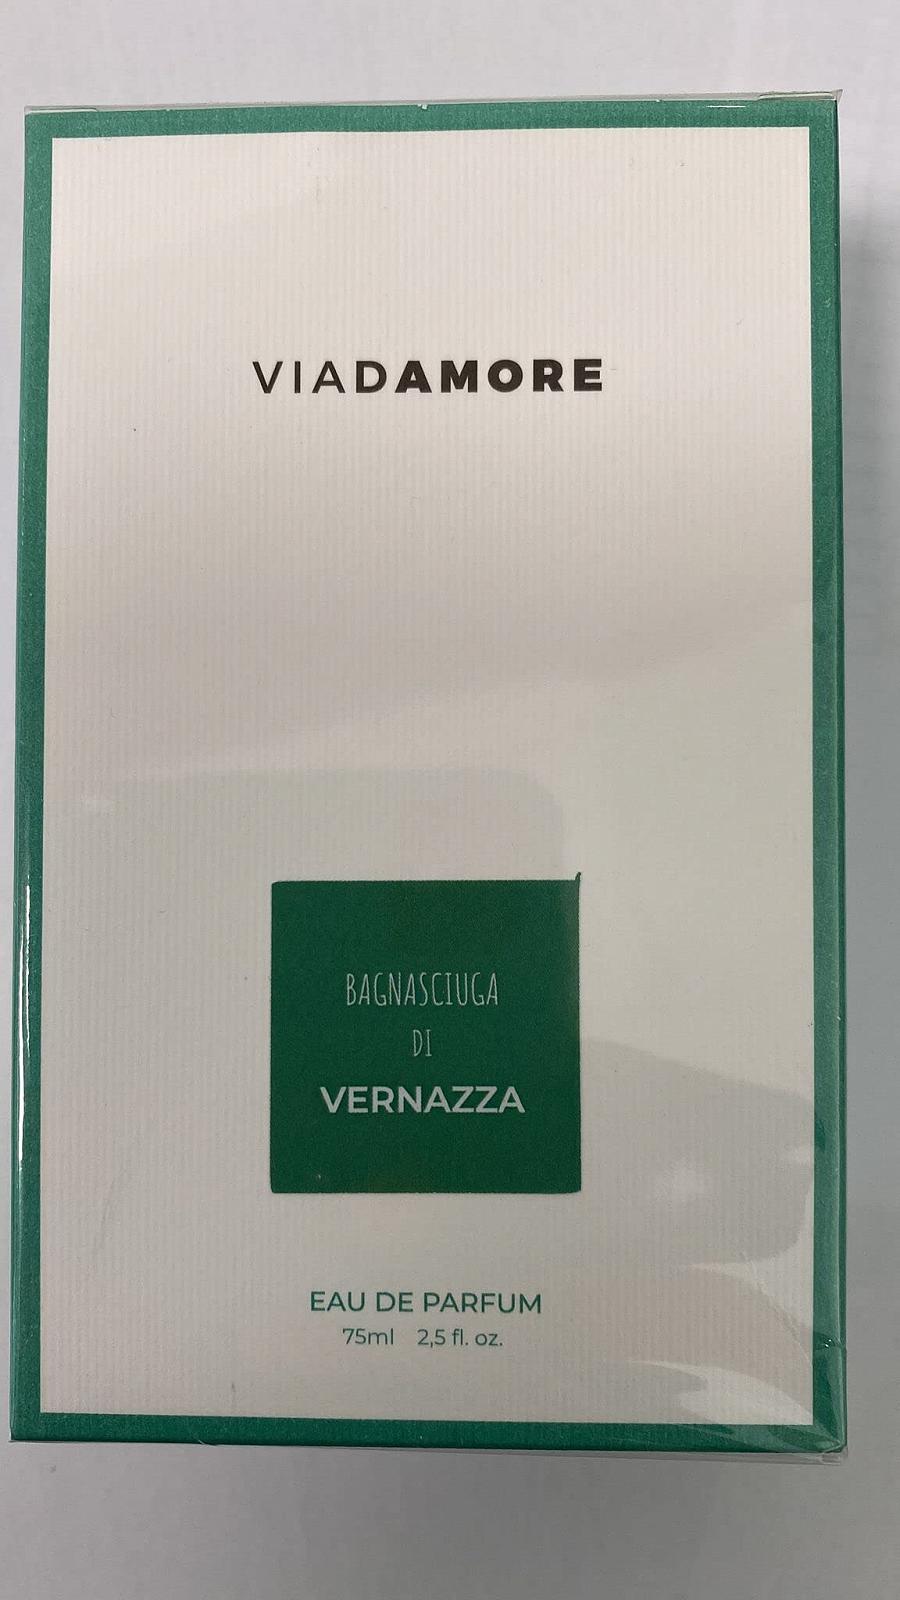 VIADAMORE
BAGNASCIUGA
DI
VERNAZZA
EAU DE PARFUM
75ml 2,5 fl. oz.